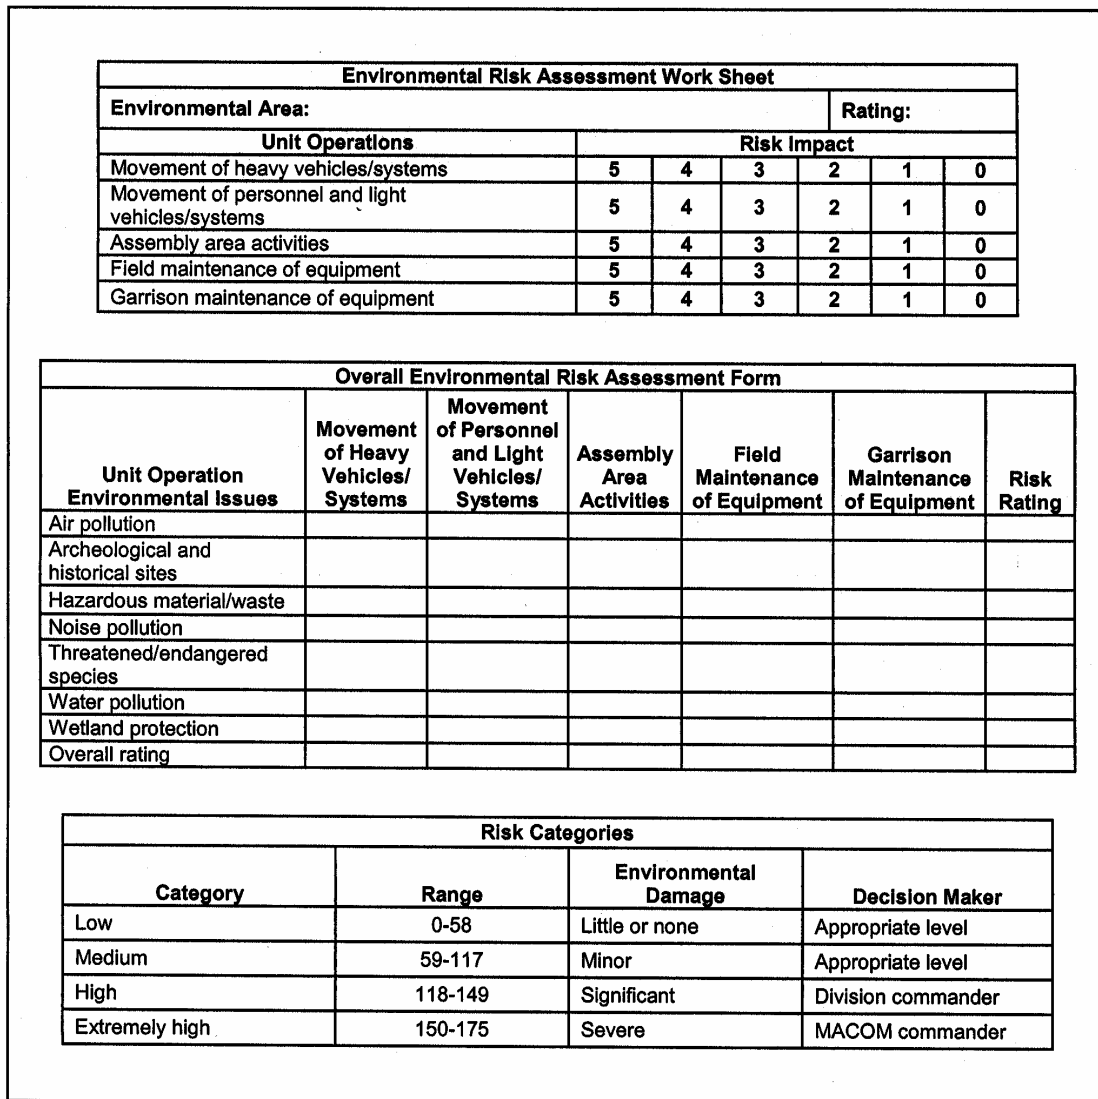 Environmental Risk Assessment Work Sheet
Environmental Area: Rating:
Unit Operations Risk Impact
Movement of heavy vehicles/systems 5 4 3 2 1 0
Movement of personnel and light
vehicles/systems 5 4 3 2 1 0
Assembly area activities 5 4 3 2 1 0
Field maintenance of equipment 5 4 3 2 1 0
Garrison maintenance of equipment 5 4 3 2 1 0
Overall Environmental Risk Assessment Form
Unit Operation
Environmental Issues
Movement
of Heavy
Vehicles/
Systems
Movement
of Personnel
and Light
Vehicles/
Systems
Assembly
Area
Activities
Field
Maintenance
of Equipment
Garrison
Maintenance
of Equipment
Risk
Rating
Air pollution
Archeological and
historical sites
Hazardous material/waste
Noise pollution
Threatened/endangered
species
Water pollution
Wetland protection
Overall rating
Risk Categories
Category Range Environmental
Damage Decision Maker
Low 0-58 Little or none Appropriate level
Medium 59-117 Minor Appropriate level
High 118-149 Significant Division commander
Extremely high 150-175 Severe MACOM commander